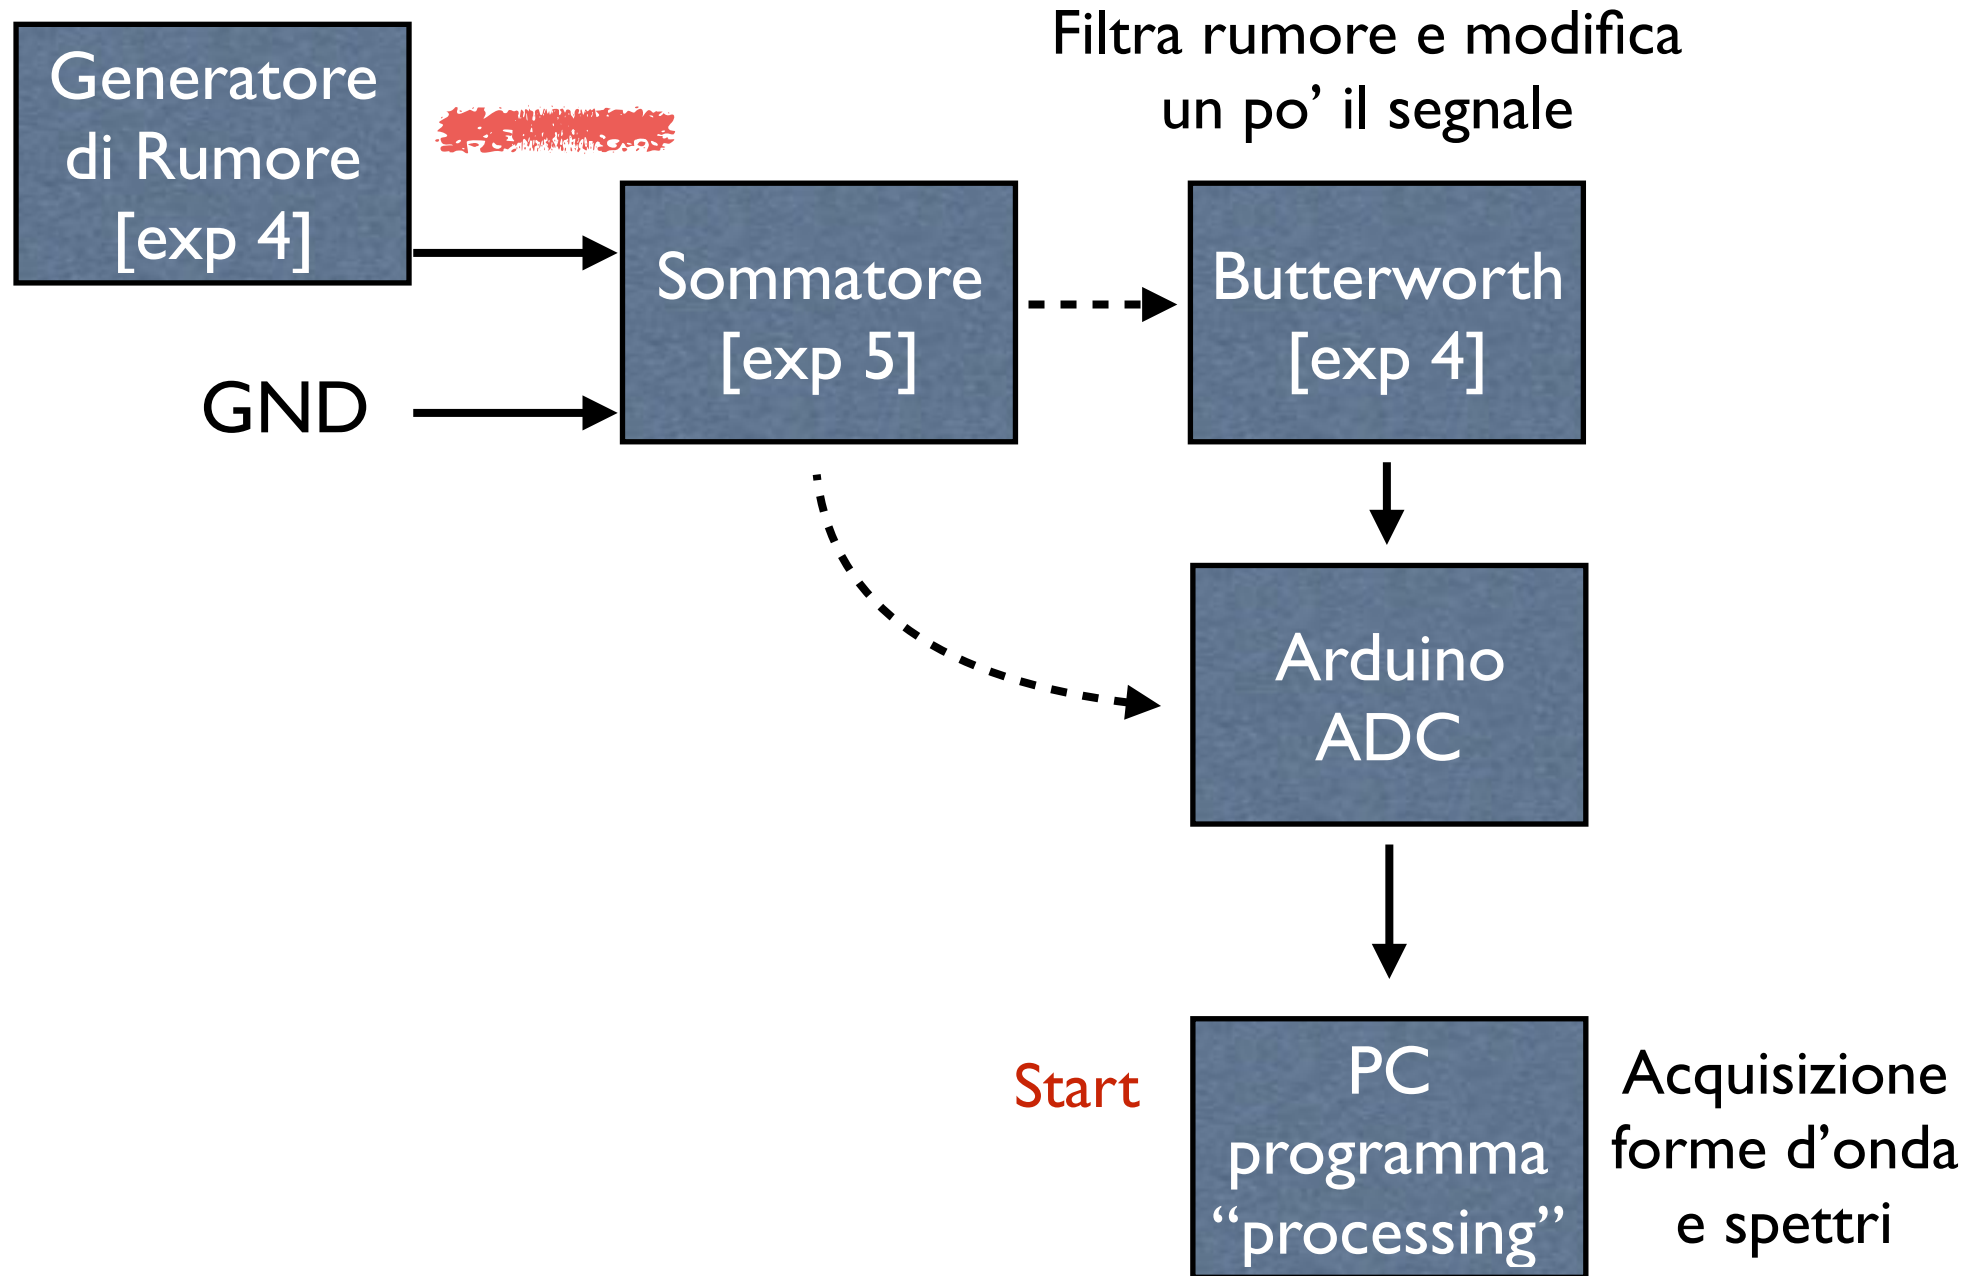 Generatore
di Rumore
[exp 4]
Filtra rumore e modifica
un po’ il segnale
GND
Sommatore
[exp 5]
Butterworth
[exp 4]
Arduino
ADC
Start
PC
programma
“processing”
Acquisizione
forme d’onda
e spettri